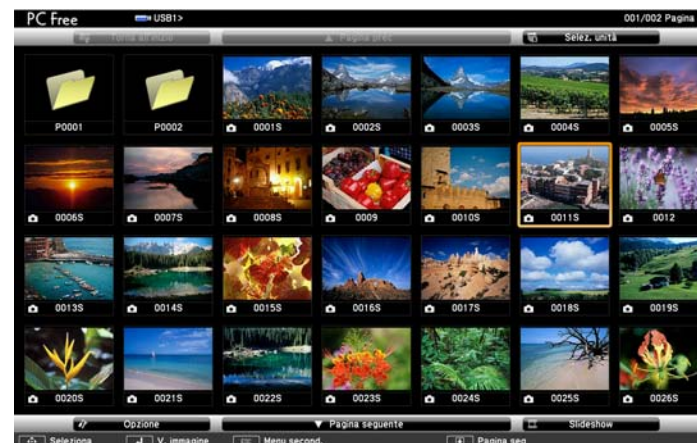 PC Free USB1> 001/002 Pagina
Torna all'inizio ▲ Pagina prec Selez. unità
P0001 P0002 0001S 0002S 0003S 0004S 0005S
0006S 0007S 0008S 0009 0010S 0011S 0012
0013S 0014S 0015S 0016S 0017S 0018S 0019S
0020S 0021S 0022S 0023S 0024S 0025S 0026S
Opzione ▼ Pagina seguente Slideshow
Seleziona V. immagine ESC Menu second. Pagina seg.